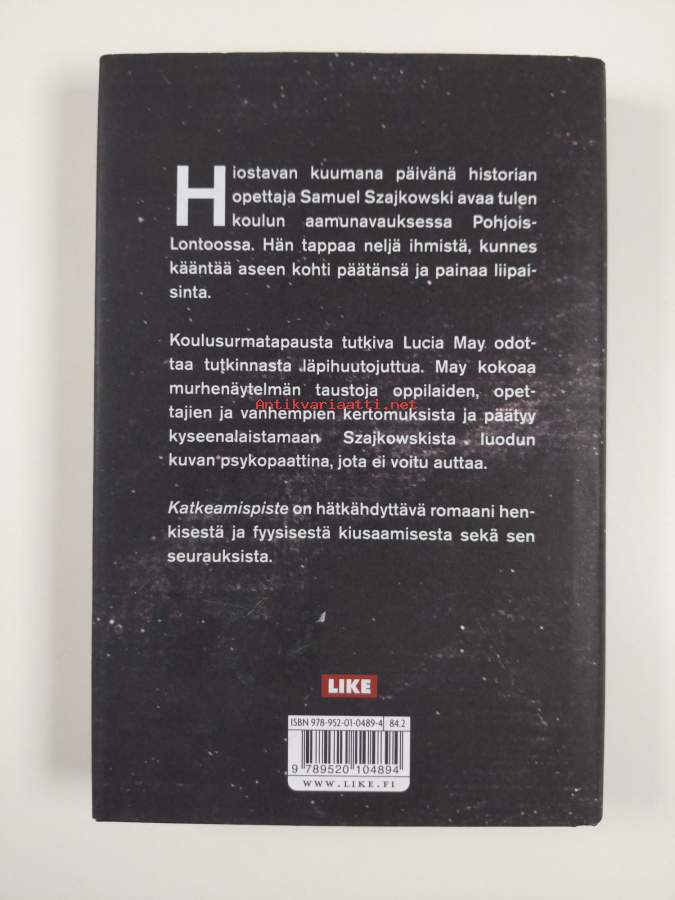 Hiostavan kuumana päivänä historian
opettaja Samuel Szajkowski avaa tulen
koulun aamunavauksessa Pohjois-
Lontoossa. Hän tappaa neljä ihmistä, kunnes
kääntää aseen kohti päätänsä ja painaa liipai-
sinta.
Koulusurmatapausta tutkiva Lucia May odot-
taa tutkinnasta läpihuutojuttua. May kokoaa
murhenäytelmän taustoja oppilaiden, opet-
Antikvariaatti.net
tajien ja vanhempien kertomuksista ja päätyy
kyseenalaistamaan Szajkowskista luodun
kuvan psykopaattina, jota ei voitu auttaa.
Katkeamispiste on hätkähdyttävä romaani hen-
kisestä ja fyysisestä kiusaamisesta sekä sen
seurauksista.
LIKE
ISBN 978-952-01-0489-4 84.2
9 789520 104894
WWW.LIKE.FI